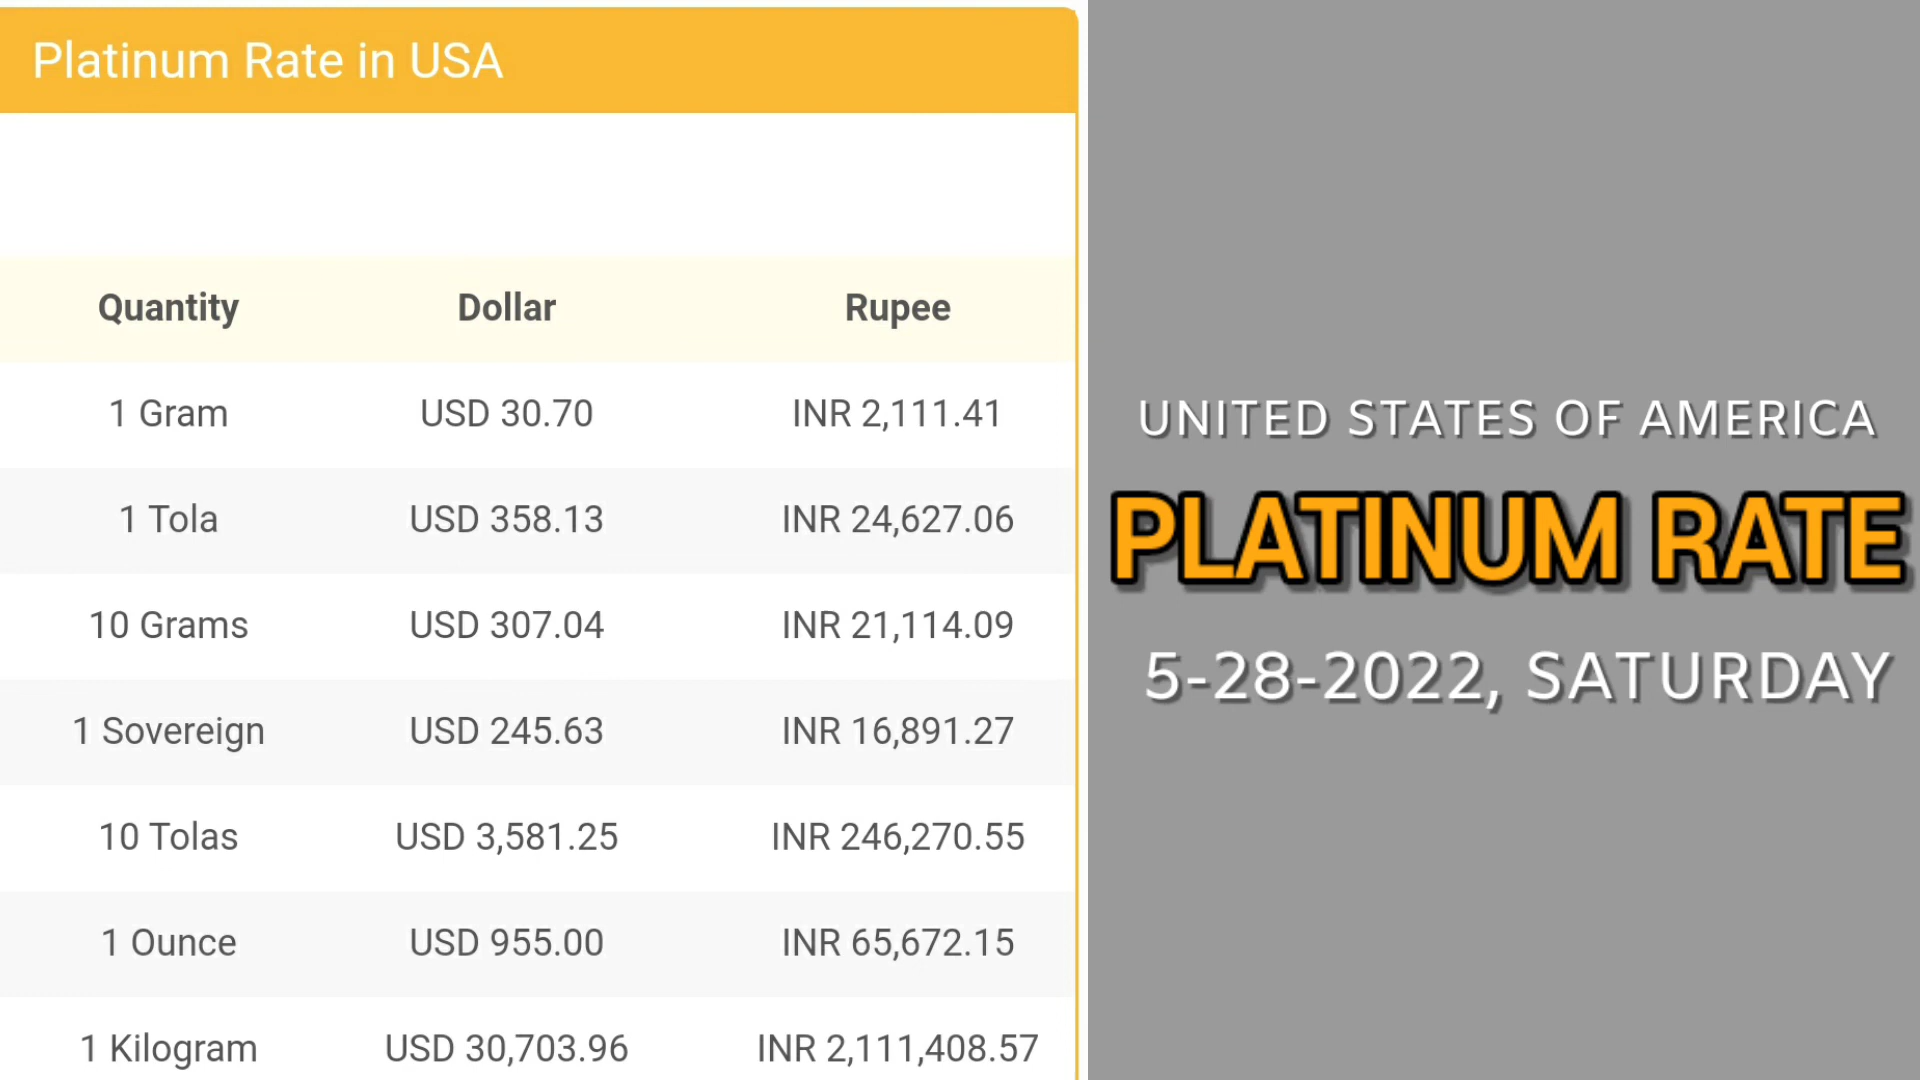 Platinum Rate in USA
Quantity Dollar Rupee
1 Gram USD 30.70 INR 2,111.41
1 Tola USD 358.13 INR 24,627.06
10 Grams USD 307.04 INR 21,114.09
1 Sovereign USD 245.63 INR 16,891.27
10 Tolas USD 3,581.25 INR 246,270.55
1 Ounce USD 955.00 INR 65,672.15
1 Kilogram USD 30,703.96 INR 2,111,408.57
UNITED STATES OF AMERICA
PLATINUM RATE
5-28-2022, SATURDAY